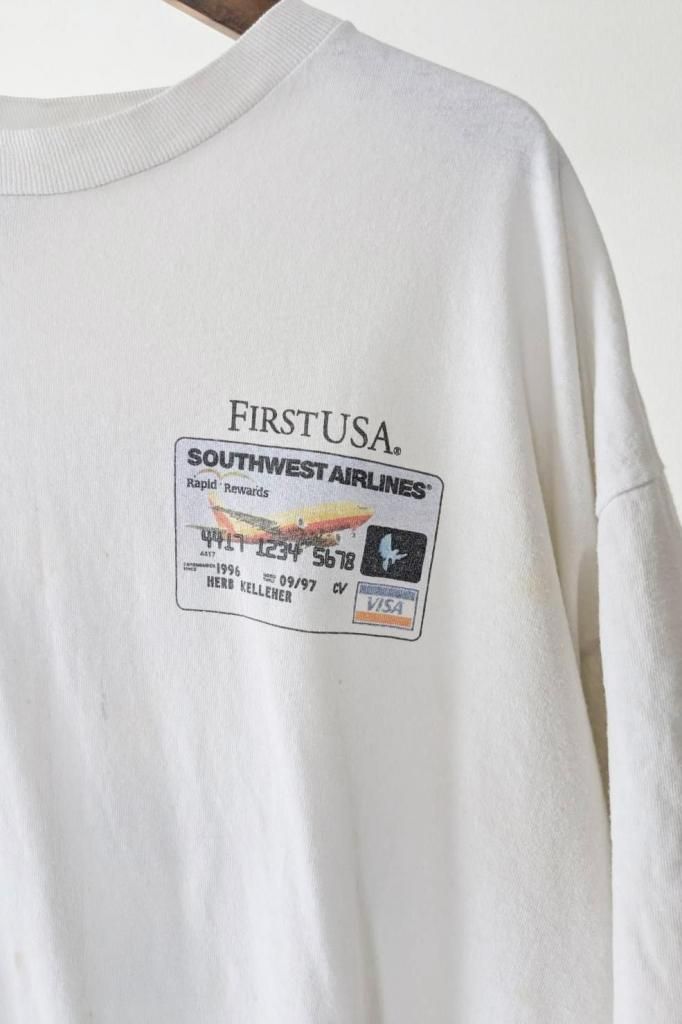 FIRSTUSA®
SOUTHWEST AIRLINES®
Rapid Rewards
4417 1234 5678
4417
1996 09/97 CV
HERB KELLEHER
VISA